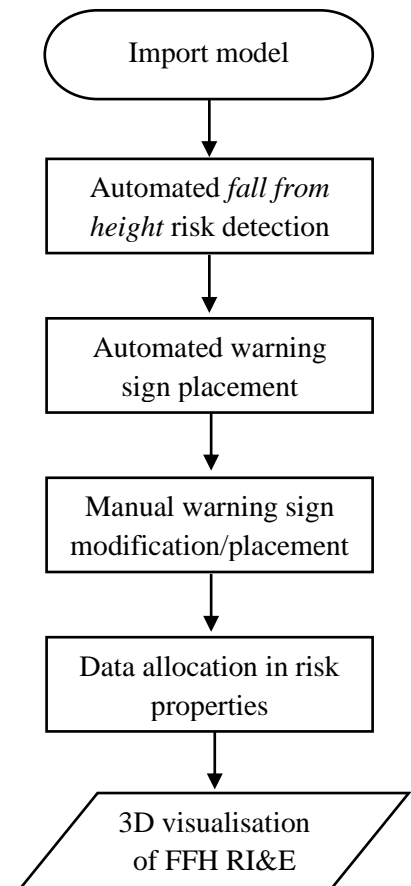 Import model
Automated fall from
height risk detection
Automated warning
sign placement
Manual warning sign
modification/placement
Data allocation in risk
properties
3D visualisation
of FFH RI&E